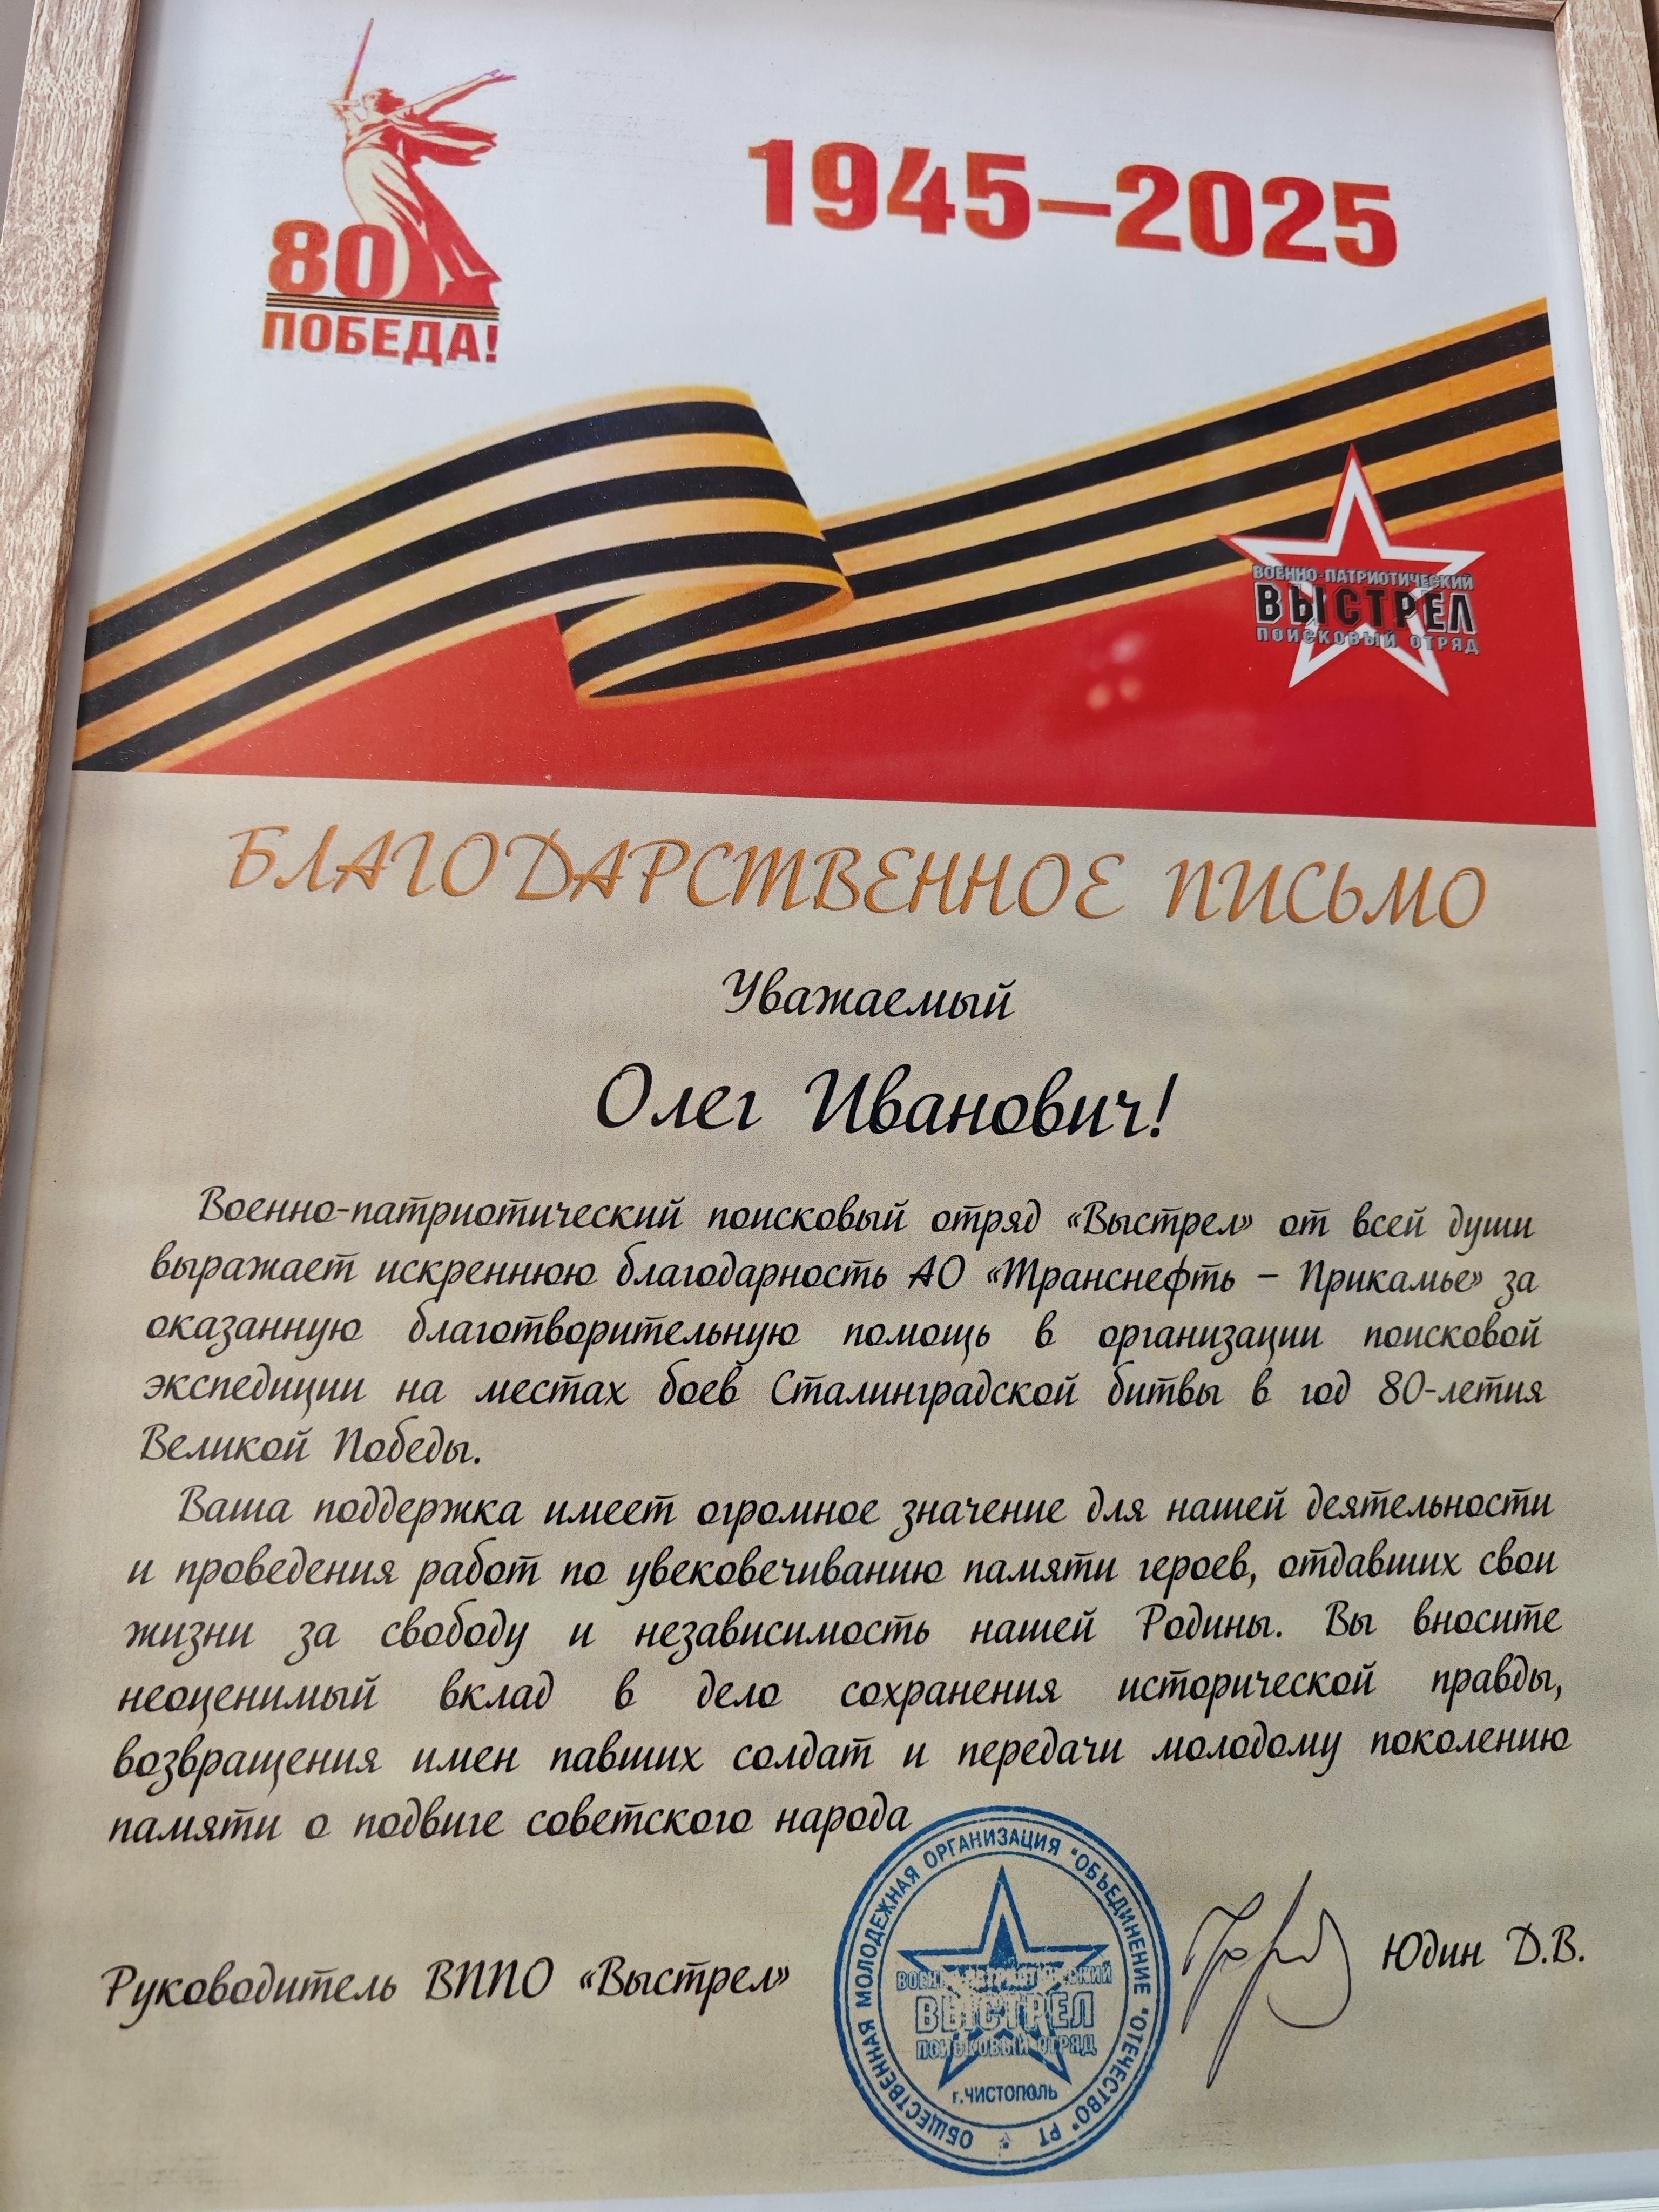 80
ПОБЕДА!
1945–2025
ВОЕННО-ПАТРИОТИЧЕСКИЙ
ВЫСТРЕЛ
ПОИСКОВЫЙ ОТРЯД
БЛАГОДАРСТВЕННОЕ ПИСЬМО
Уважаемый
Олег Иванович!
Военно-патриотический поисковый отряд «Выстрел» от всей души
выражает искреннюю благодарность АО «Транснефть – Прикамье» за
оказанную благотворительную помощь в организации поисковой
экспедиции на местах боев Сталинградской битвы в год 80-летия
Великой Победы.
Ваша поддержка имеет огромное значение для нашей деятельности
и проведения работ по увековечиванию памяти героев, отдавших свои
жизни за свободу и независимость нашей Родины. Вы вносите
неоценимый вклад в дело сохранения исторической правды,
возвращения имен павших солдат и передачи молодому поколению
памяти о подвиге советского народа
Руководитель ВППО «Выстрел»
ОБЩЕСТВЕННАЯ МОЛОДЕЖНАЯ ОРГАНИЗАЦИЯ "ОБЪЕДИНЕНИЕ "ОТЕЧЕСТВО" РТ
ВОЕННО-ПАТРИОТИЧЕСКИЙ
ВЫСТРЕЛ
ПОИСКОВЫЙ ОТРЯД
г.ЧИСТОПОЛЬ
Юдин Д.В.